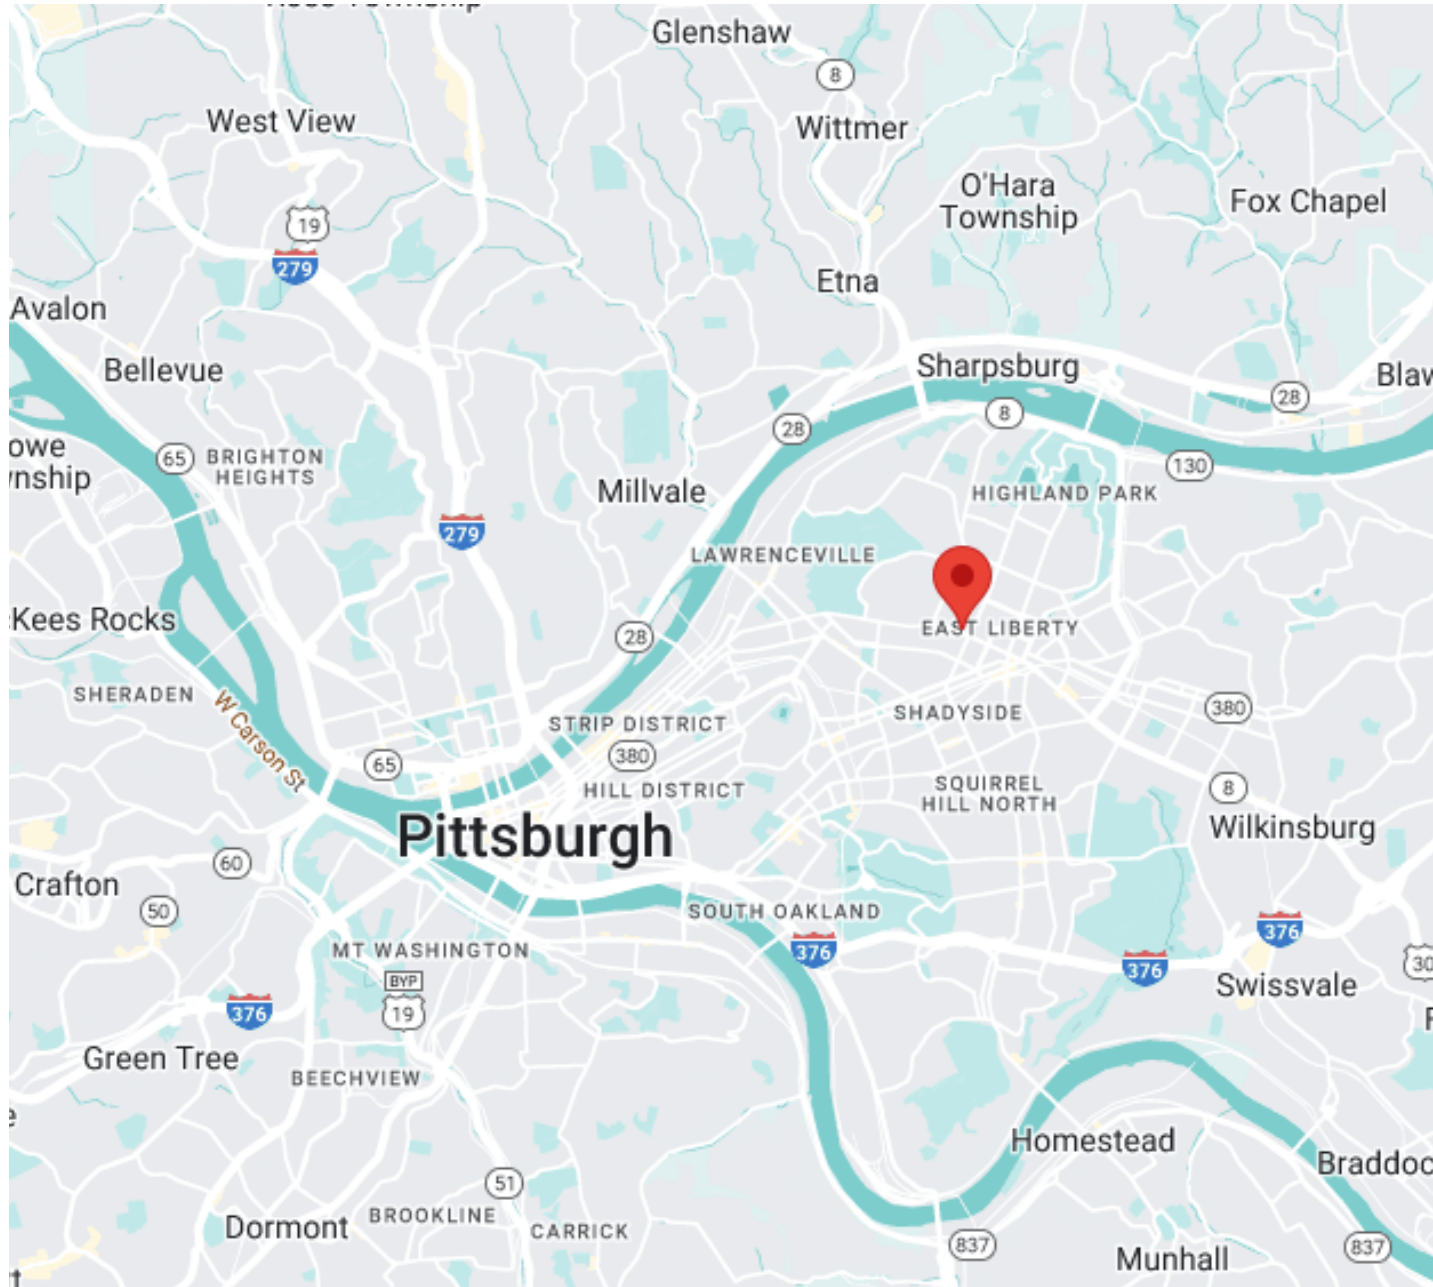 Glenshaw
8
West View
Wittmer
O'Hara
Township
Fox Chapel
19
279
Etna
Avalon
Bellevue
Sharpsburg
28
8
28
65
BRIGHTON
HEIGHTS
130
Millvale
HIGHLAND PARK
279
LAWRENCEVILLE
EAST LIBERTY
28
SHERADEN
W Carson St
380
SHADYSIDE
STRIP DISTRICT
380
65
HILL DISTRICT
SQUIRREL
HILL NORTH
8
Pittsburgh
Wilkinsburg
60
Crafton
50
SOUTH OAKLAND
376
376
MT WASHINGTON
376
30
BYP
19
376
Swissvale
Green Tree
BEECHVIEW
Homestead
51
BROOKLINE
Dormont
CARRICK
837
837
Munhall